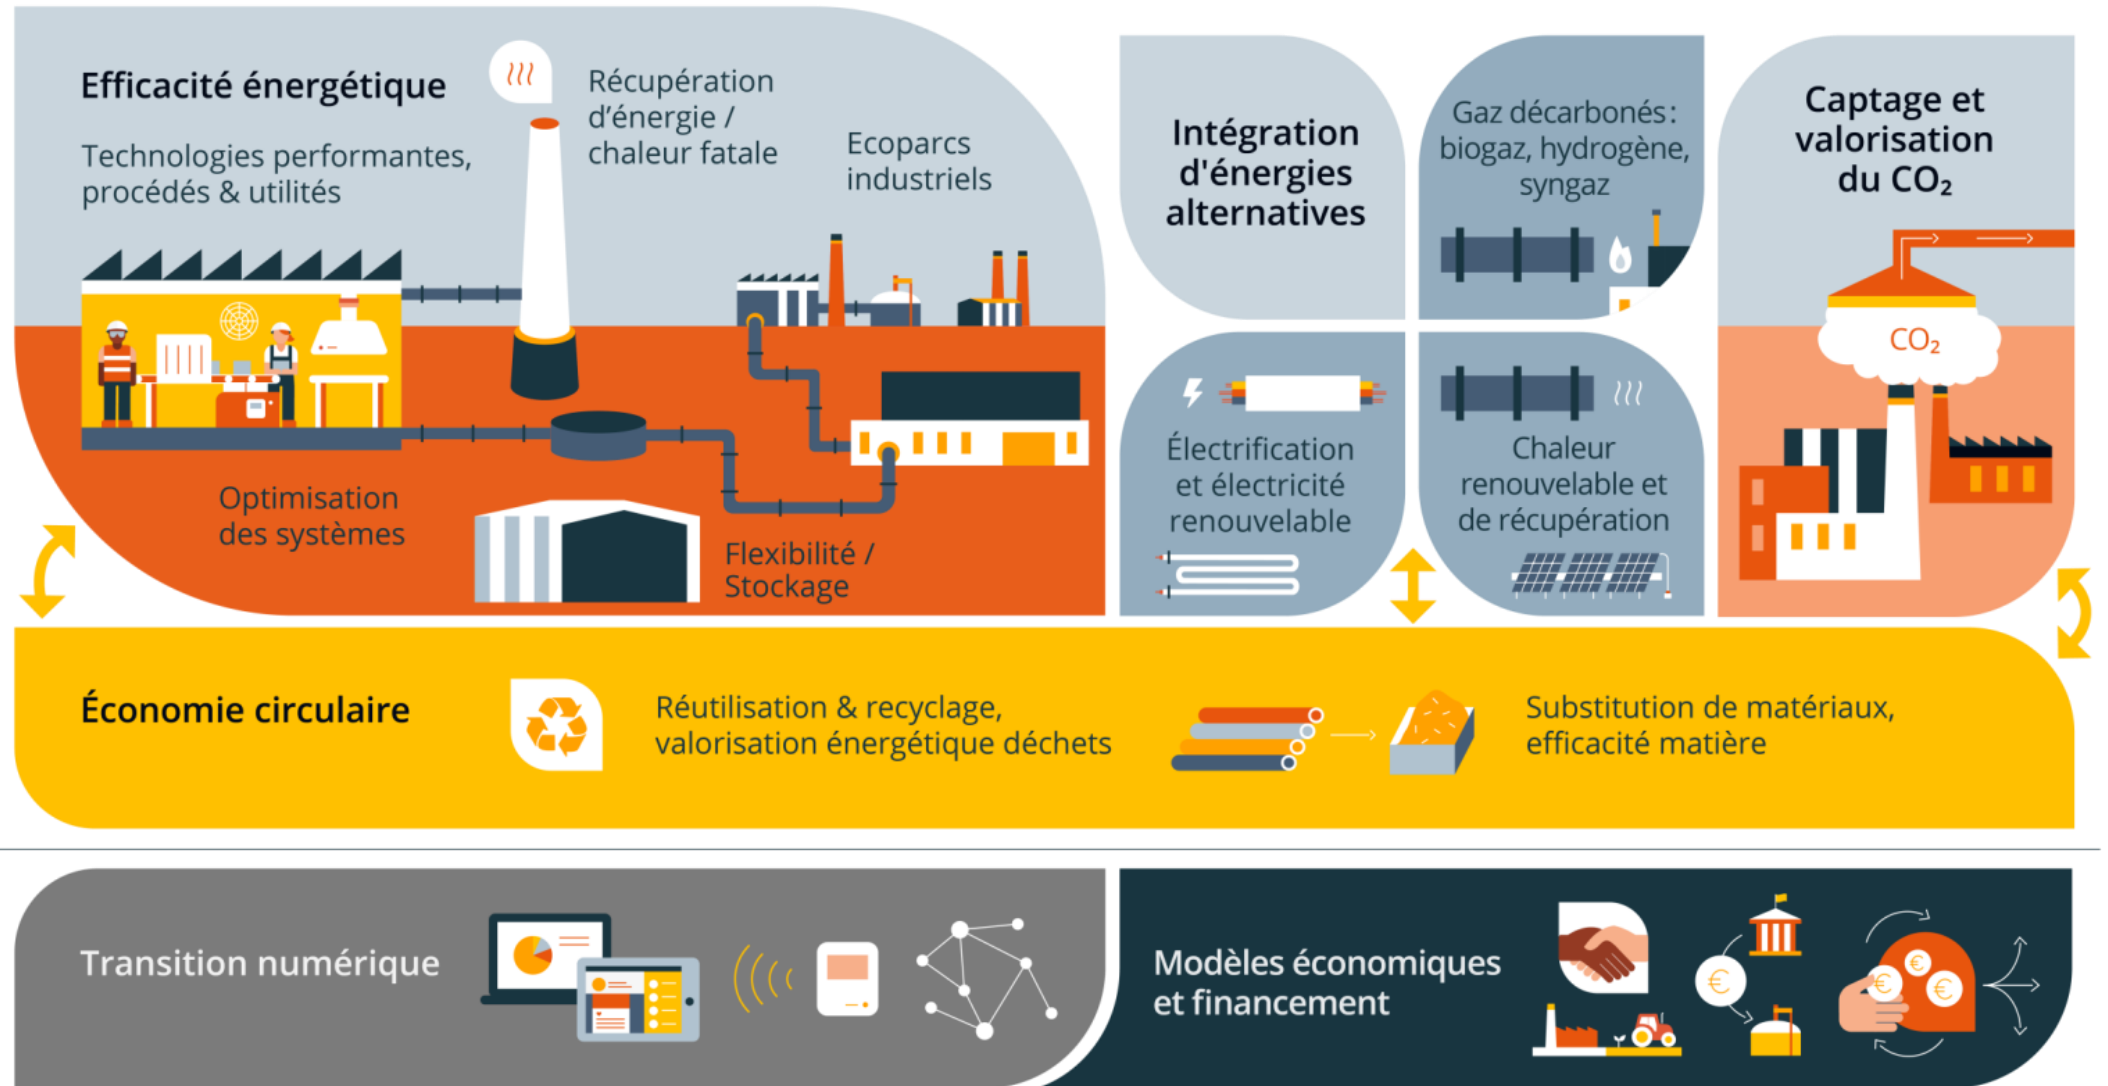 Efficacité énergétique
Technologies performantes,
procédés & utilités
Récupération
d'énergie /
chaleur fatale
Ecoparcs
industriels
Optimisation
des systèmes
Flexibilité /
Stockage
Intégration
d'énergies
alternatives
Gaz décarbonés :
biogaz, hydrogène,
syngaz
Électrification
et électricité
renouvelable
Chaleur
renouvelable et
de récupération
Captage et
valorisation
du CO₂
CO₂
Économie circulaire
Réutilisation & recyclage,
valorisation énergétique déchets
Substitution de matériaux,
efficacité matière
Transition numérique
Modèles économiques
et financement
€
€
€
€